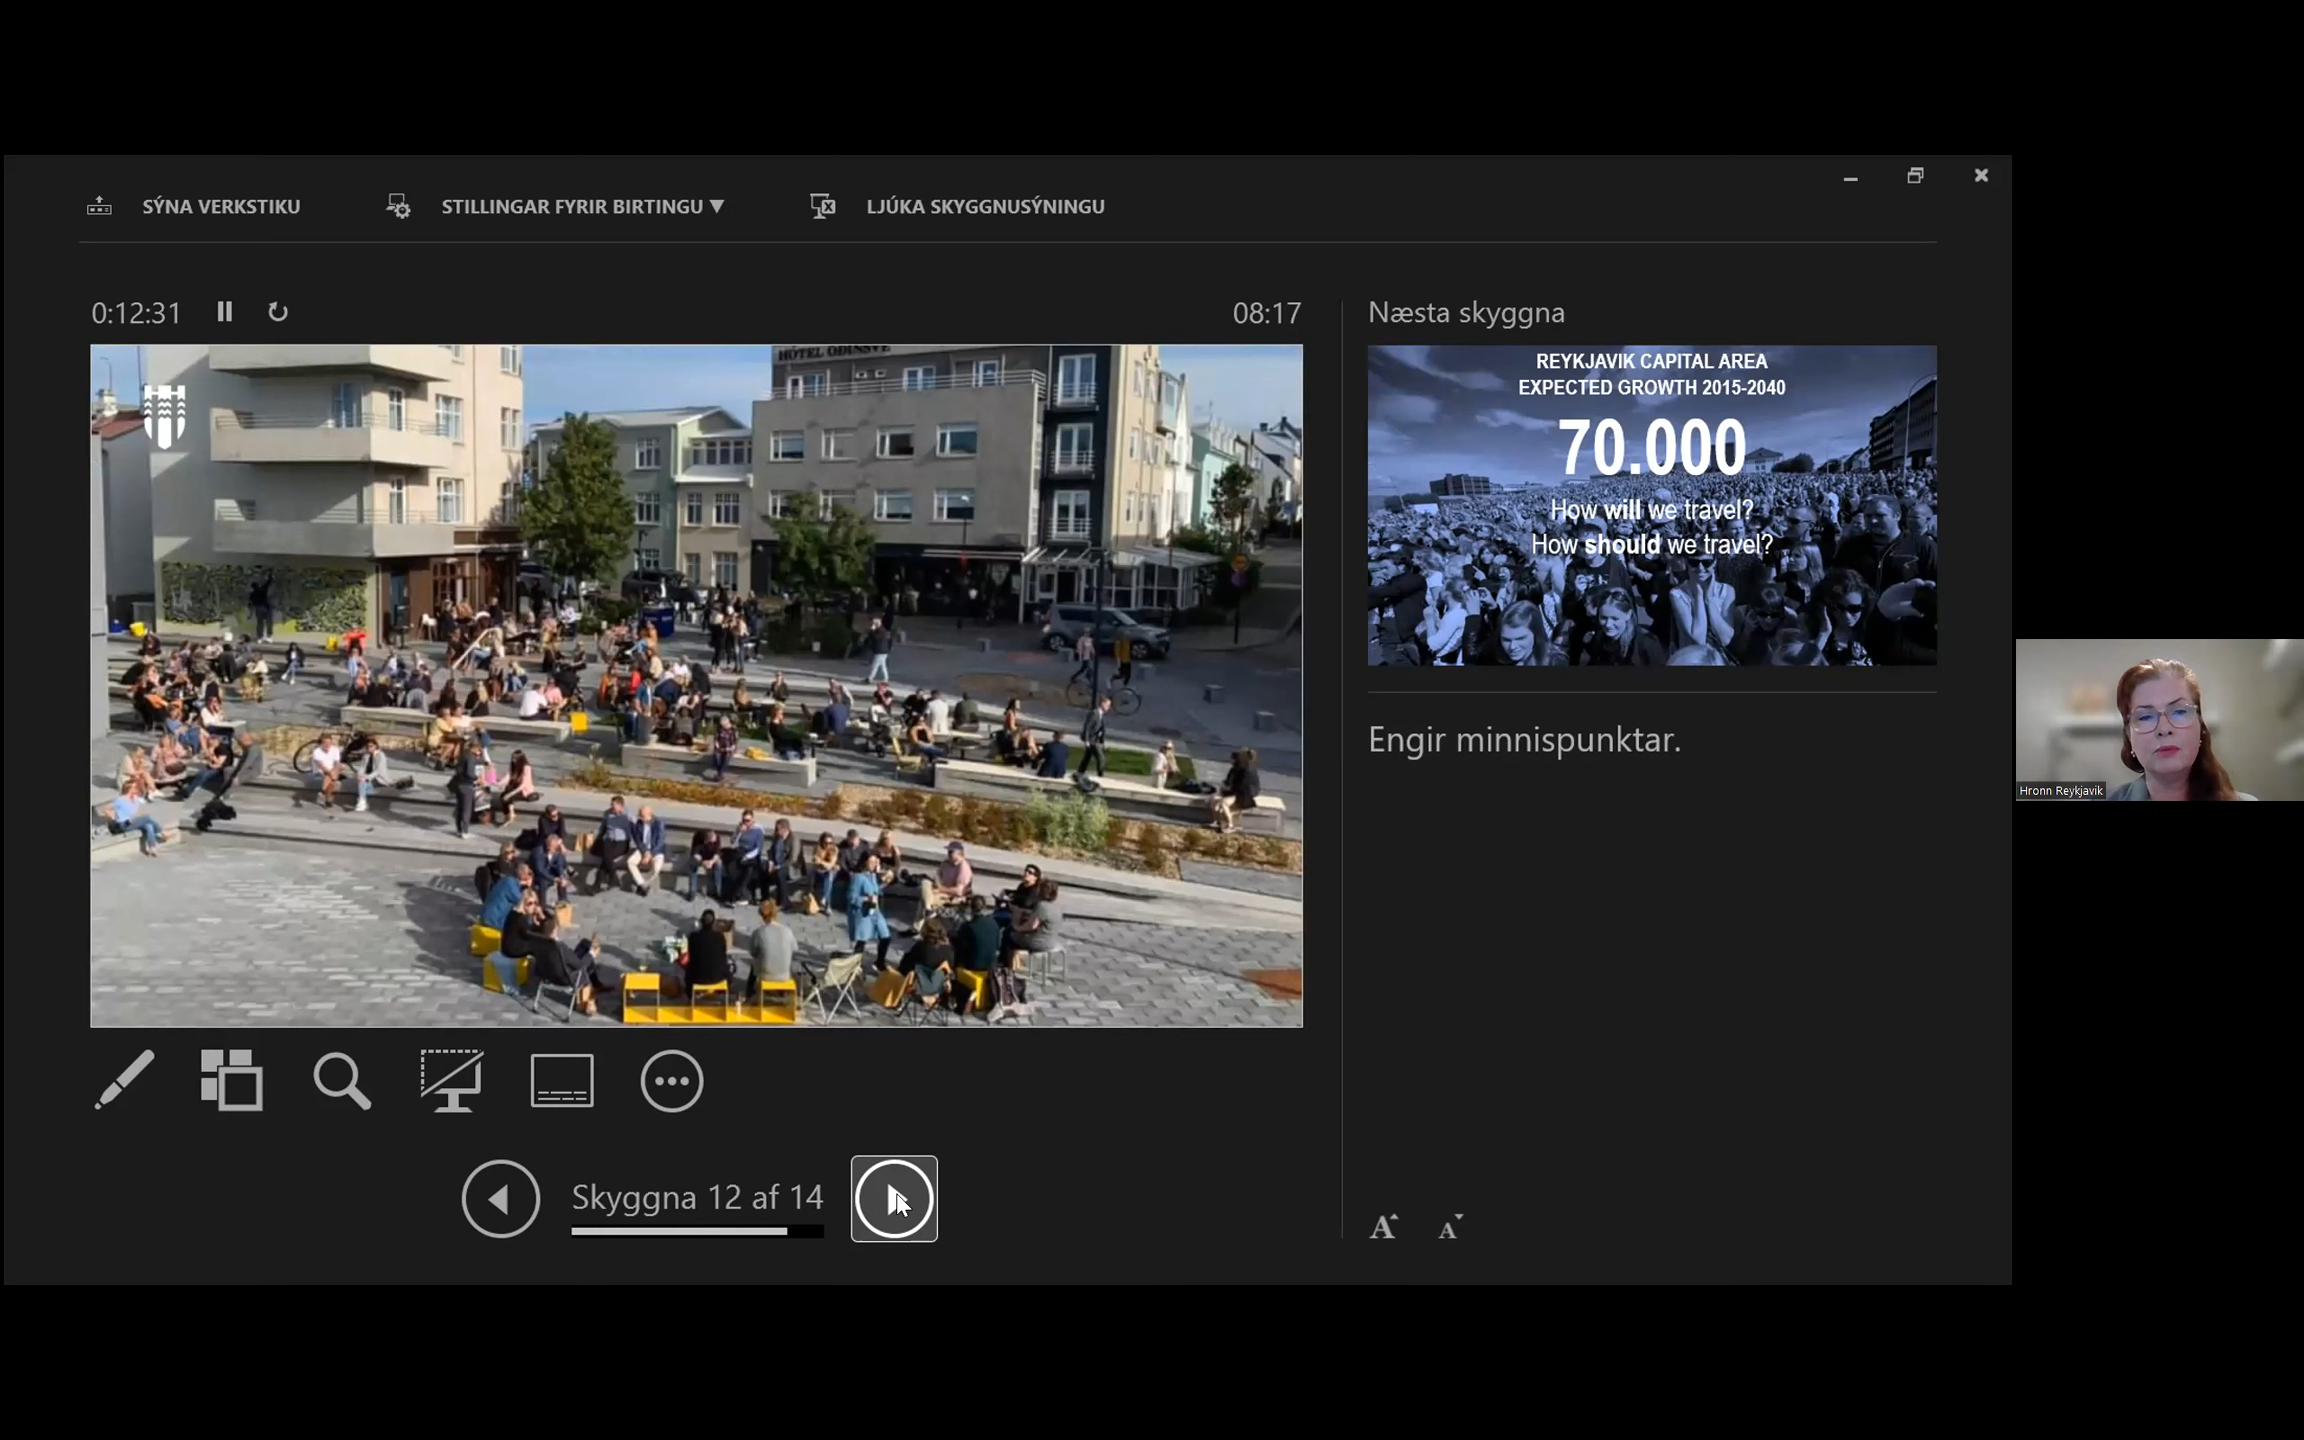 SÝNA VERKSTIKU
STILLINGAR FYRIR BIRTINGU ▼
LJÚKA SKYGGNUSÝNINGU
0:12:31
08:17
HÓTEL ÓÐINSVÉ
Næsta skyggna
REYKJAVIK CAPITAL AREA
EXPECTED GROWTH 2015-2040
70.000
How will we travel?
How should we travel?
Engir minnispunktar.
Hronn Reykjavik
Skyggna 12 af 14
A A